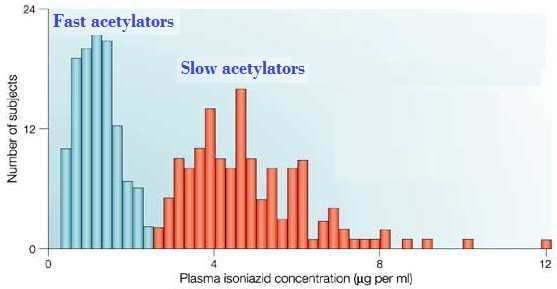 24
Fast acetylators
Slow acetylators
Number of subjects
12
0
0
4
8
12
Plasma isoniazid concentration (μg per ml)